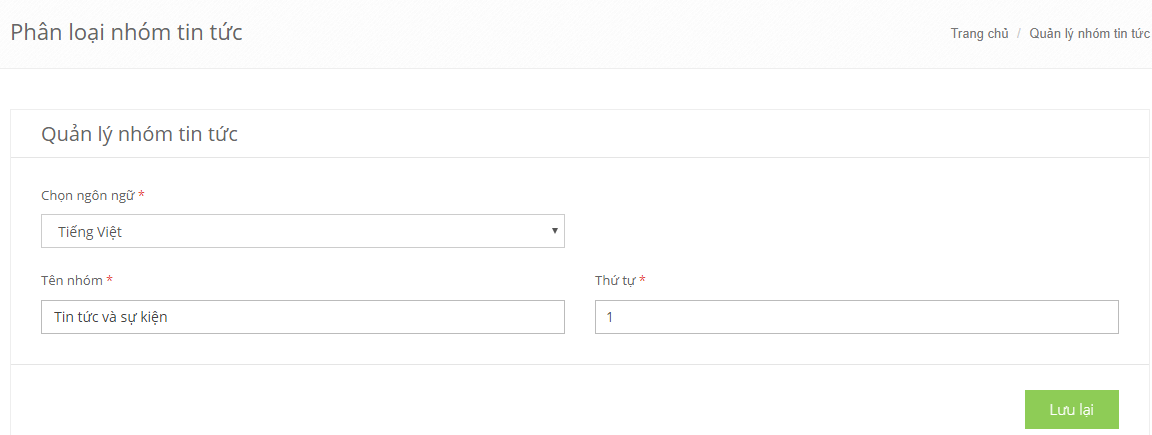 Phân loại nhóm tin tức
Trang chủ / Quản lý nhóm tin tức
Quản lý nhóm tin tức
Chọn ngôn ngữ *
Tiếng Việt
Tên nhóm * Thứ tự *
Tin tức và sự kiện 1
Lưu lại